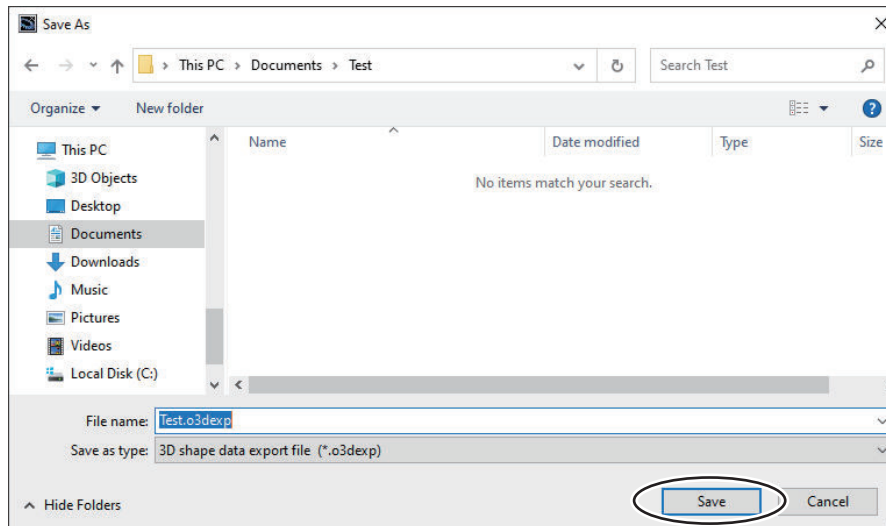 Save As
This PC > Documents > Test
Search Test
Organize
New folder
Name
Date modified
Type
Size
This PC
3D Objects
Desktop
Documents
Downloads
Music
Pictures
Videos
Local Disk (C:)
No items match your search.
File name: Test.o3dexp
Save as type: 3D shape data export file (*.o3dexp)
Hide Folders
Save
Cancel